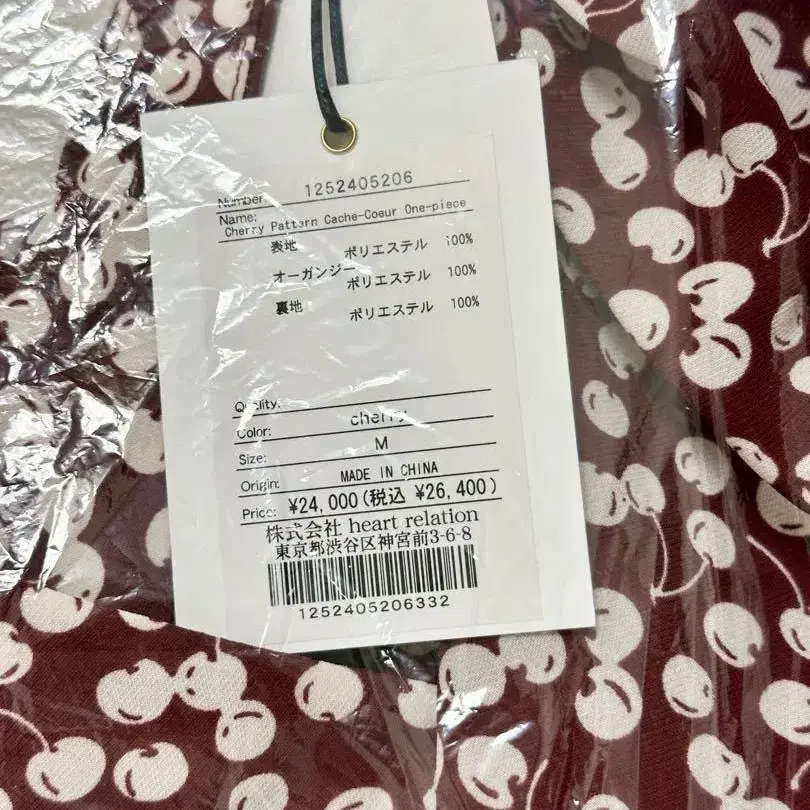 Number 1252405206
Name:
Cherry Pattern Cache-Coeur One-piece
表地 ポリエステル 100%
オーガンジー ポリエステル 100%
裏地 ポリエステル 100%
Quality:
Color: cherry
Size: M
Origin: MADE IN CHINA
Price: ¥24,000(税込 ¥26,400)
株式会社 heart relation
東京都渋谷区神宮前3-6-8
1252405206332